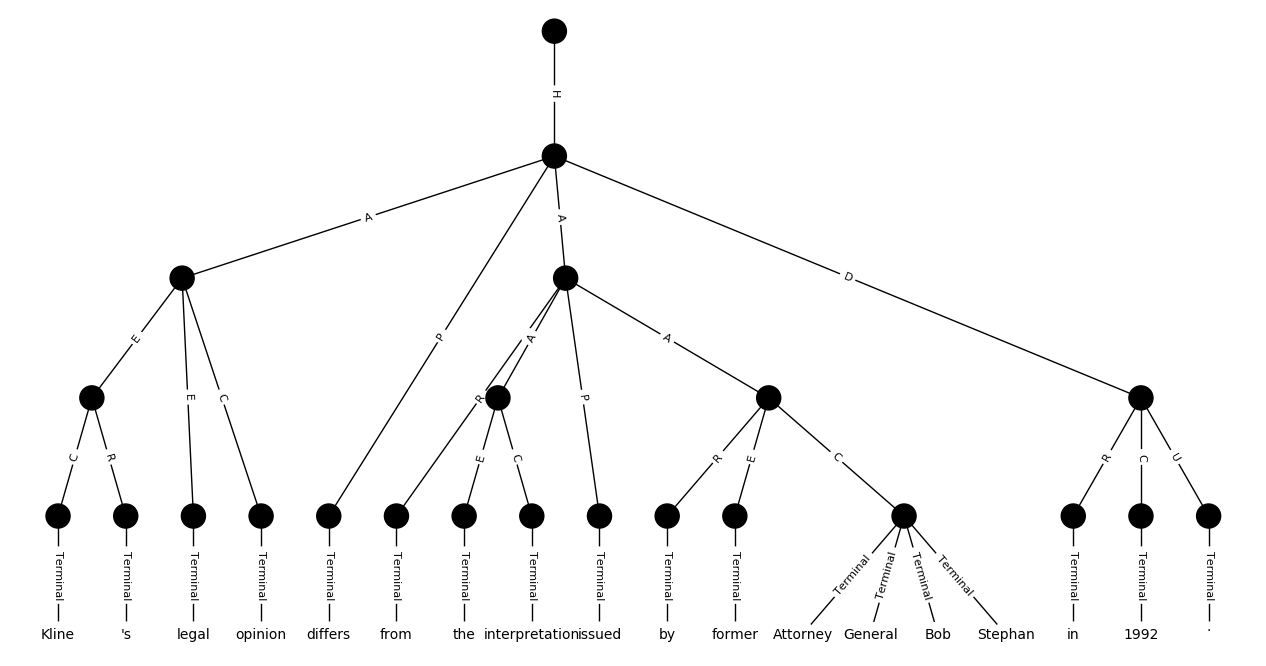 H
A
A
P
D
E
A
A
R
E
C
P
C
R
E
C
R
E
C
R
C
U
Terminal Terminal Terminal Terminal Terminal Terminal Terminal Terminal Terminal Terminal Terminal Terminal Terminal Terminal Terminal Terminal Terminal Terminal
Kline 's legal opinion differs from the interpretation issued by former Attorney General Bob Stephan in 1992 .